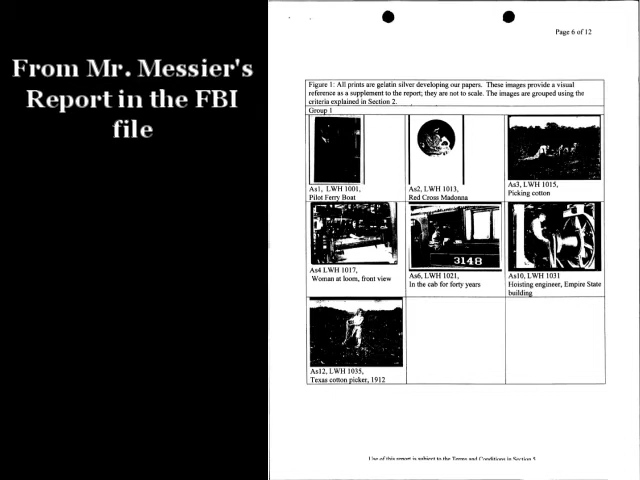 From Mr. Messier's
Report in the FBI
file
Page 6 of 12
Figure 1: All prints are gelatin silver developing our papers. These images provide a visual
reference as a supplement to the report; they are not to scale. The images are grouped using the
criteria explained in Section 2.
Group 1
As1, LWH 1001,
Pilot Ferry Boat
As2, LWH 1013,
Red Cross Madonna
As3, LWH 1015,
Picking cotton
As4 LWH 1017,
Woman at loom, front view
3148
As6, LWH 1021,
In the cab for forty years
As10, LWH 1031
Hoisting engineer, Empire State
building
As12, LWH 1035,
Texas cotton picker, 1912
Use of this report is subject to the Terms and Conditions in Section 5